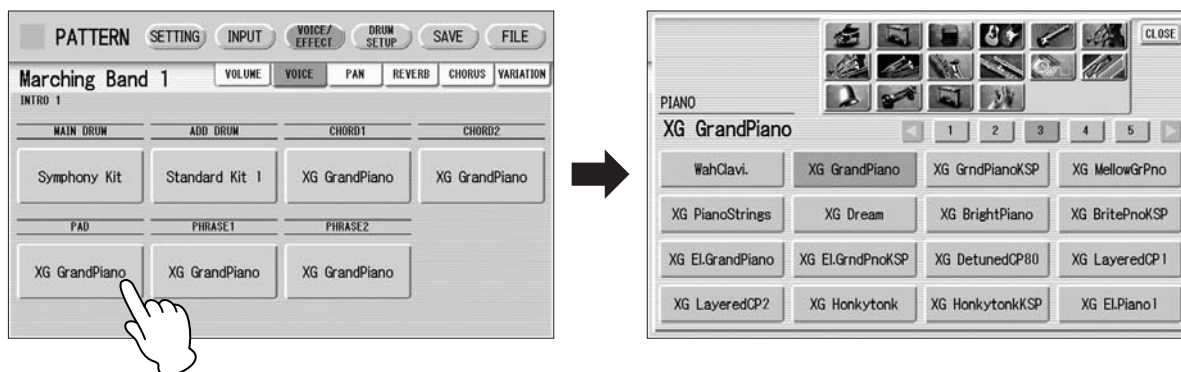 PATTERN SETTING INPUT VOICE/EFFECT DRUM SETUP SAVE FILE
Marching Band 1 VOLUME VOICE PAN REVERB CHORUS VARIATION
INTRO 1
MAIN DRUM ADD DRUM CHORD1 CHORD2
Symphony Kit Standard Kit 1 XG GrandPiano XG GrandPiano
PAD PHRASE1 PHRASE2
XG GrandPiano XG GrandPiano XG GrandPiano
CLOSE
PIANO
XG GrandPiano 1 2 3 4 5
WahClavi. XG GrandPiano XG GrndPianoKSP XG MellowGrPno
XG PianoStrings XG Dream XG BrightPiano XG BritePnoKSP
XG El.GrandPiano XG El.GrndPnoKSP XG DetunedCP80 XG LayeredCP1
XG LayeredCP2 XG Honkytonk XG HonkytonkKSP XG El.Piano1